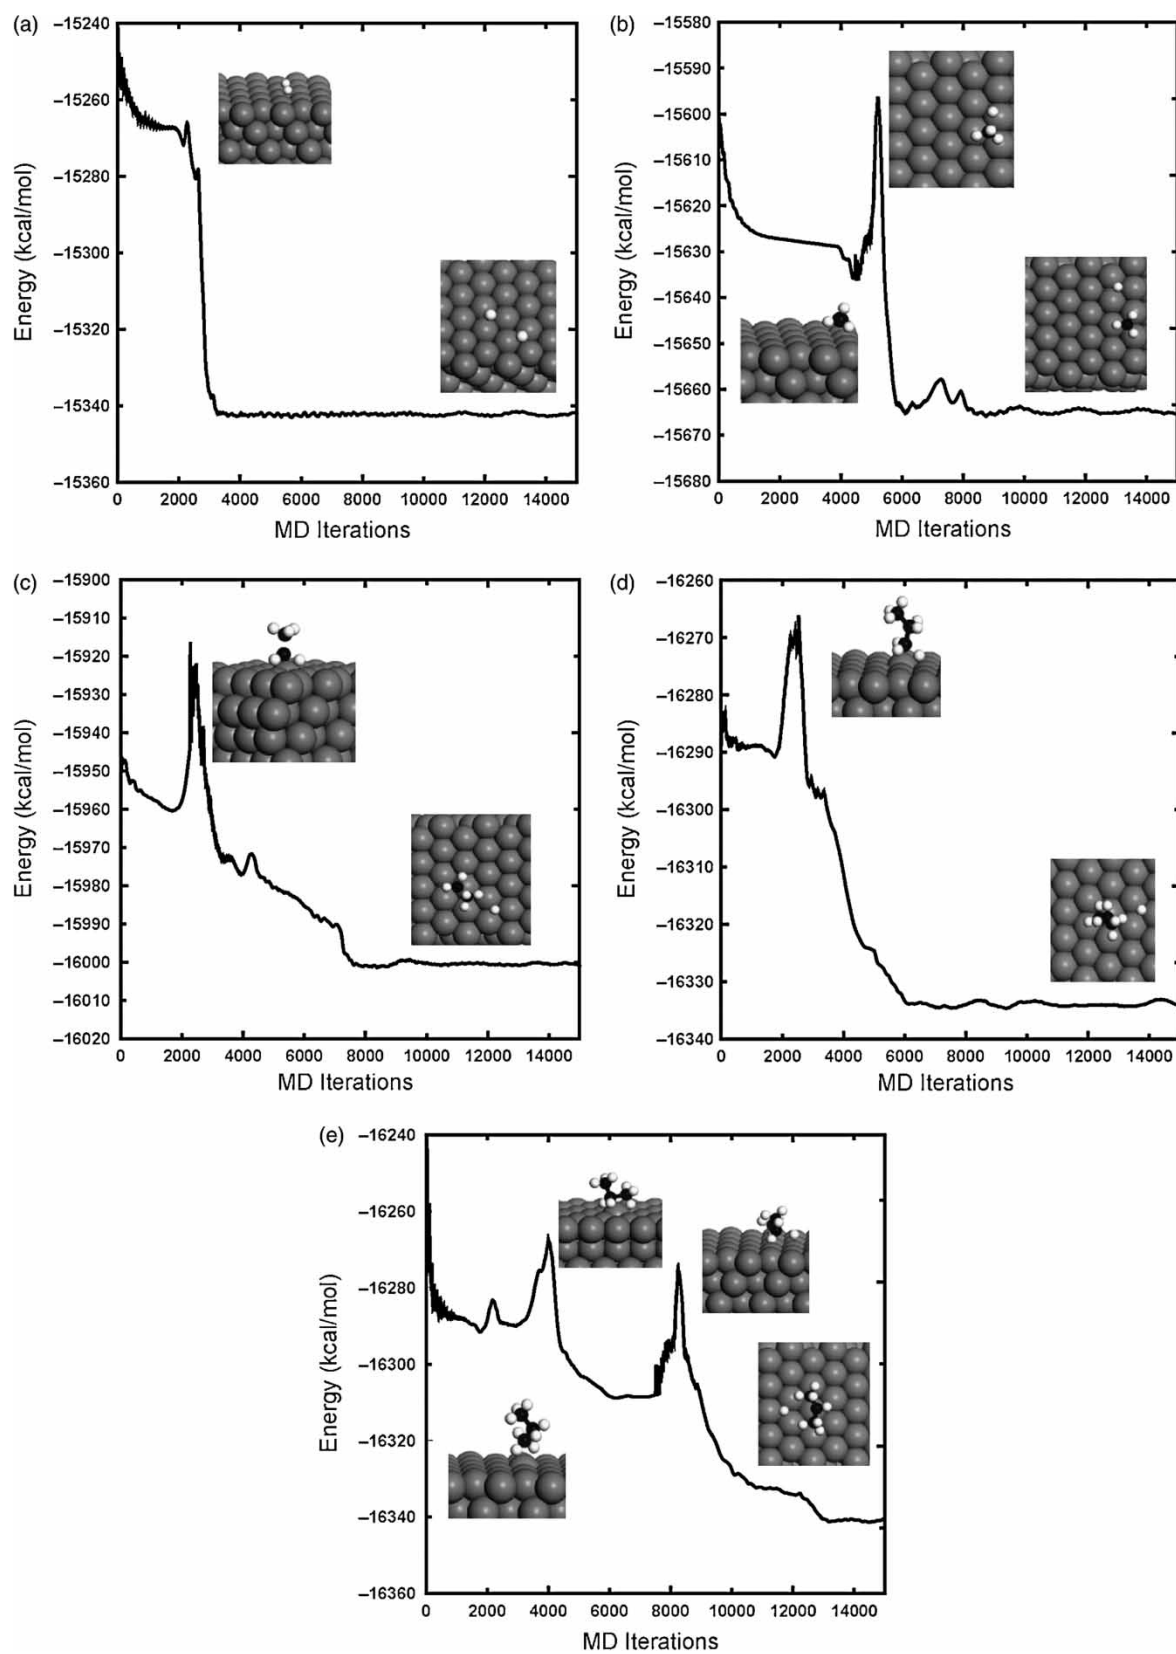 (a)
−15240
−15260
−15280
−15300
−15320
−15340
−15360
Energy (kcal/mol)
0 2000 4000 6000 8000 10000 12000 14000
MD Iterations
(b)
−15580
−15590
−15600
−15610
−15620
−15630
−15640
−15650
−15660
−15670
−15680
Energy (kcal/mol)
0 2000 4000 6000 8000 10000 12000 14000
MD Iterations
(c)
−15900
−15910
−15920
−15930
−15940
−15950
−15960
−15970
−15980
−15990
−16000
−16010
−16020
Energy (kcal/mol)
0 2000 4000 6000 8000 10000 12000 14000
MD Iterations
(d)
−16260
−16270
−16280
−16290
−16300
−16310
−16320
−16330
−16340
Energy (kcal/mol)
0 2000 4000 6000 8000 10000 12000 14000
MD Iterations
(e)
−16240
−16260
−16280
−16300
−16320
−16340
−16360
Energy (kcal/mol)
0 2000 4000 6000 8000 10000 12000 14000
MD Iterations